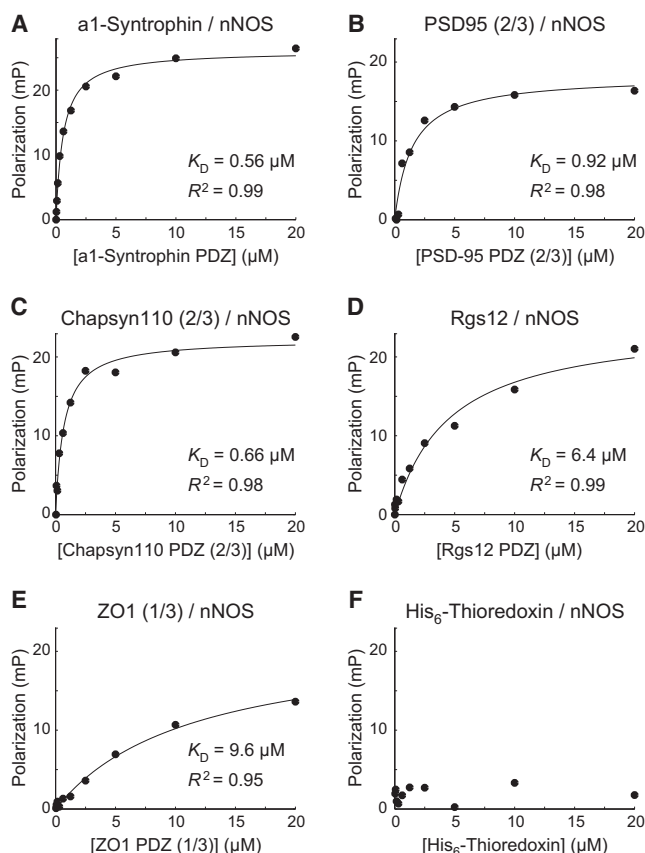 A
a1-Syntrophin / nNOS
Polarization (mP)
20
10
0
K_D = 0.56 µM
R² = 0.99
0 5 10 15 20
[a1-Syntrophin PDZ] (µM)
B
PSD95 (2/3) / nNOS
Polarization (mP)
20
10
0
K_D = 0.92 µM
R² = 0.98
0 5 10 15 20
[PSD-95 PDZ (2/3)] (µM)
C
Chapsyn110 (2/3) / nNOS
Polarization (mP)
20
10
0
K_D = 0.66 µM
R² = 0.98
0 5 10 15 20
[Chapsyn110 PDZ (2/3)] (µM)
D
Rgs12 / nNOS
Polarization (mP)
20
10
0
K_D = 6.4 µM
R² = 0.99
0 5 10 15 20
[Rgs12 PDZ] (µM)
E
ZO1 (1/3) / nNOS
Polarization (mP)
20
10
0
K_D = 9.6 µM
R² = 0.95
0 5 10 15 20
[ZO1 PDZ (1/3)] (µM)
F
His₆-Thioredoxin / nNOS
Polarization (mP)
20
10
0
0 5 10 15 20
[His₆-Thioredoxin] (µM)